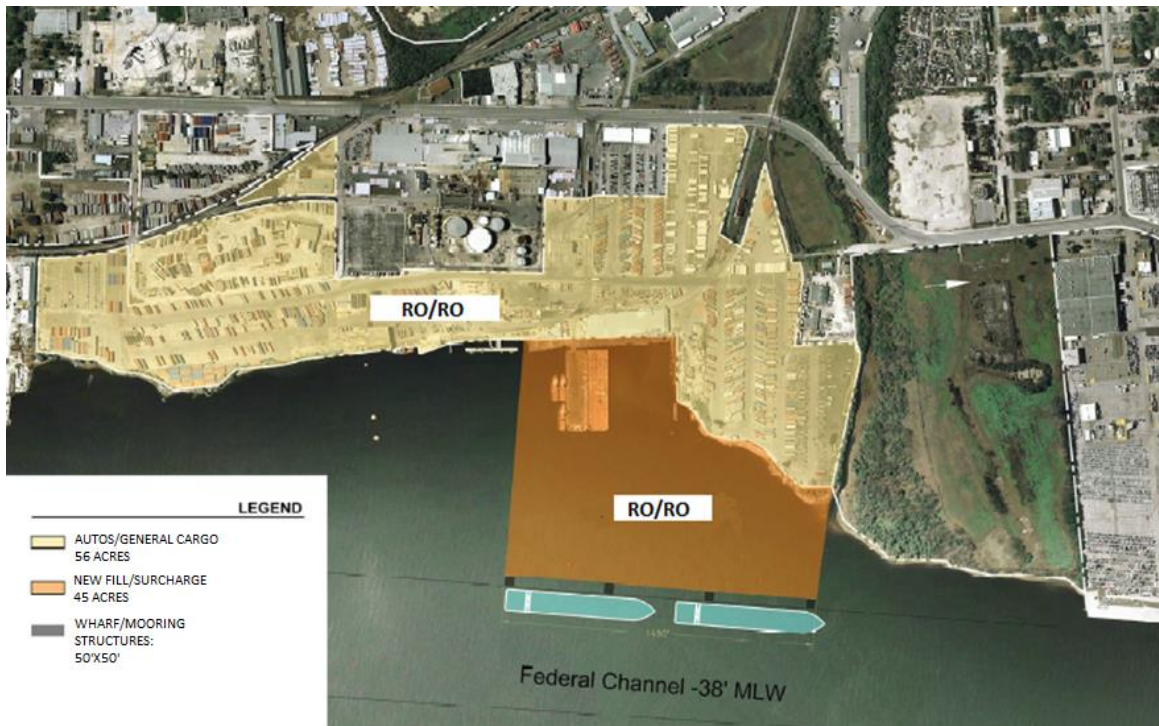 RO/RO
RO/RO
LEGEND
AUTOS/GENERAL CARGO
56 ACRES
NEW FILL/SURCHARGE
45 ACRES
WHARF/MOORING
STRUCTURES:
50'X50'
Federal Channel -38' MLW